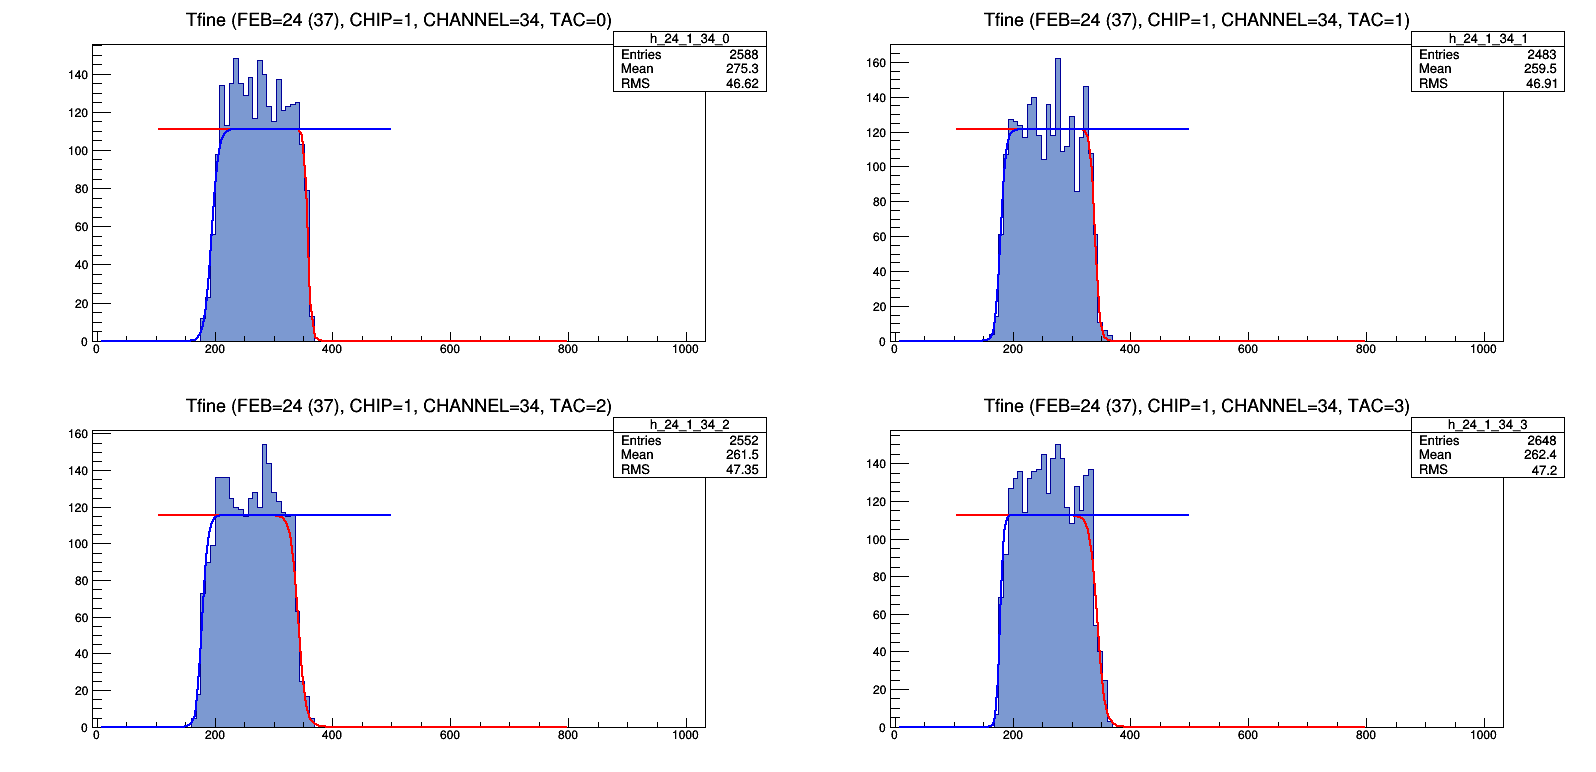 Tfine (FEB=24 (37), CHIP=1, CHANNEL=34, TAC=0)
h_24_1_34_0
Entries 2588
Mean 275.3
RMS 46.62
140
120
100
80
60
40
20
0
0 200 400 600 800 1000
Tfine (FEB=24 (37), CHIP=1, CHANNEL=34, TAC=1)
h_24_1_34_1
Entries 2483
Mean 259.5
RMS 46.91
160
140
120
100
80
60
40
20
0
0 200 400 600 800 1000
Tfine (FEB=24 (37), CHIP=1, CHANNEL=34, TAC=2)
h_24_1_34_2
Entries 2552
Mean 261.5
RMS 47.35
160
140
120
100
80
60
40
20
0
0 200 400 600 800 1000
Tfine (FEB=24 (37), CHIP=1, CHANNEL=34, TAC=3)
h_24_1_34_3
Entries 2648
Mean 262.4
RMS 47.2
140
120
100
80
60
40
20
0
0 200 400 600 800 1000